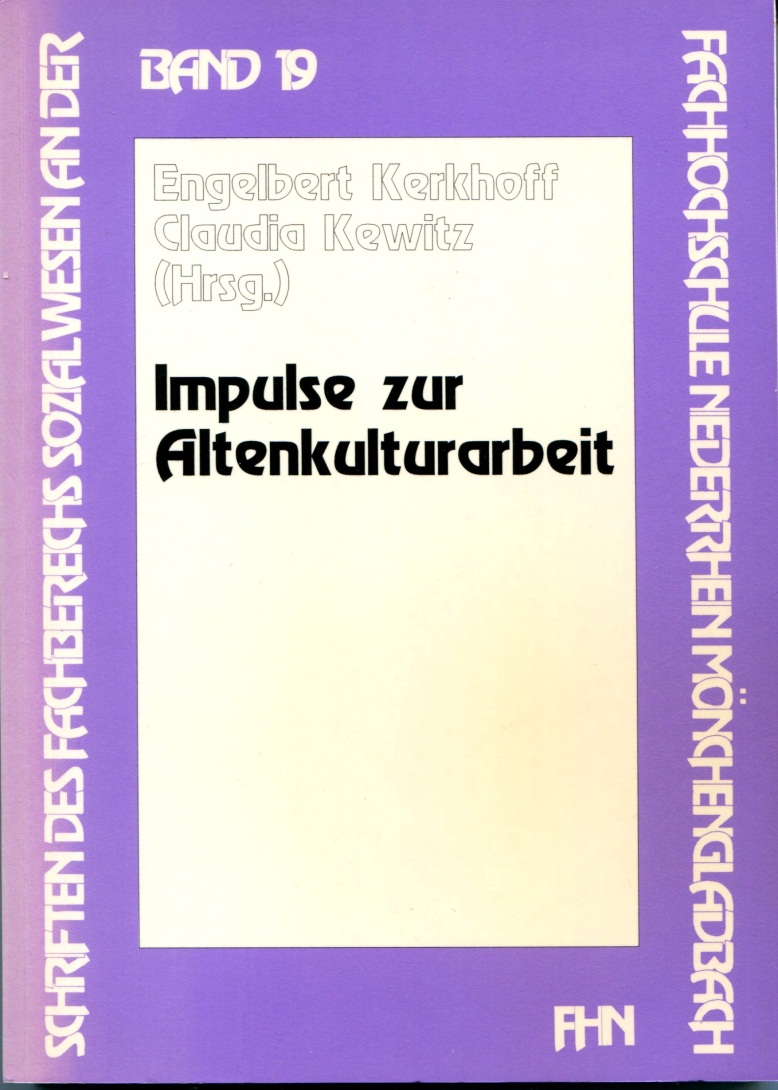 BAND 19
SCHRIFTEN DES FACHBEREICHS SOZIALWESEN AN DER
FACHHOCHSCHULE NIEDERRHEIN MÖNCHENGLADBACH
Engelbert Kerkhoff
Claudia Kewitz
(Hrsg.)
Impulse zur
Altenkulturarbeit
FHN